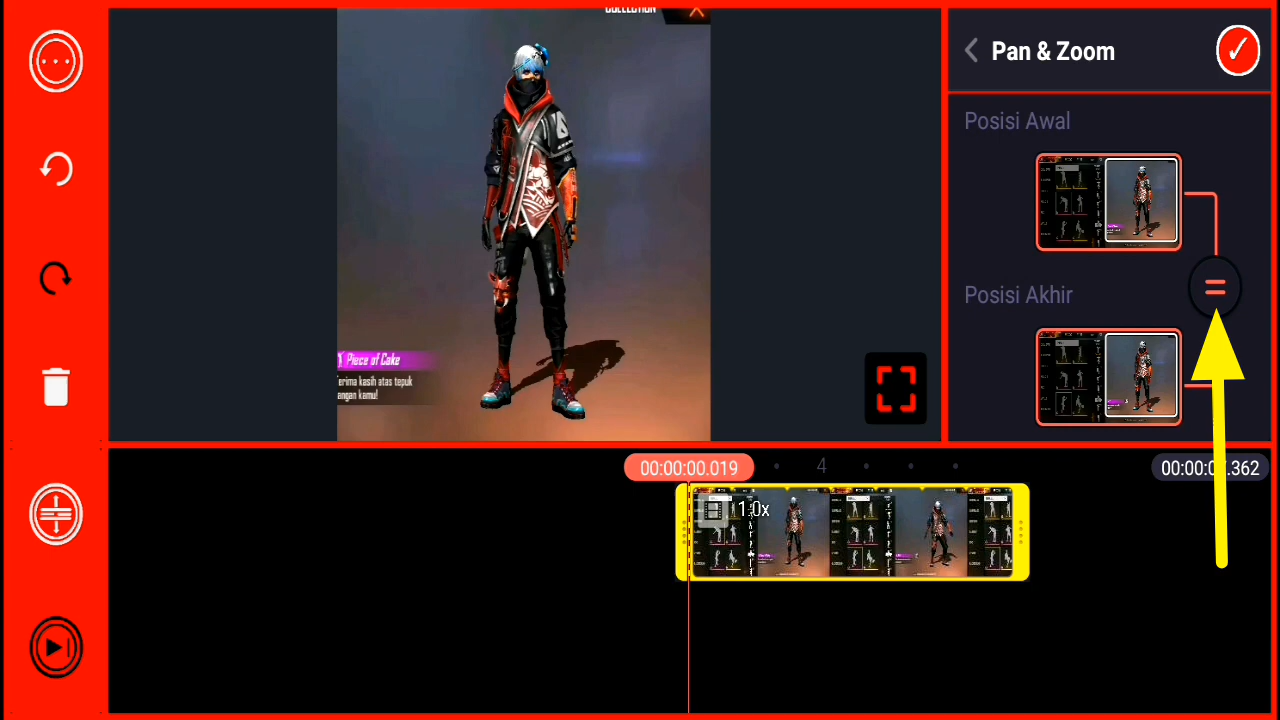 COLLECTION
Pan & Zoom
Posisi Awal
Posisi Akhir
Piece of Cake
Terima kasih atas tepuk
tangan kamu!
00:00:00.019
4
1.0x